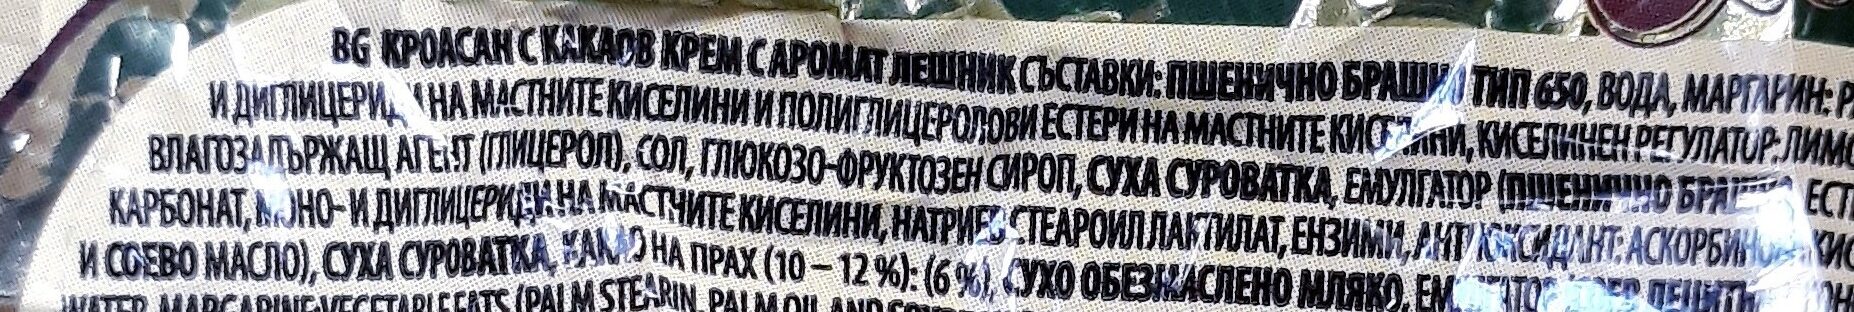 BG КРОАСАН С КАКАОВ КРЕМ С АРОМАТ ЛЕШНИК СЪСТАВКИ: ПШЕНИЧНО БРАШНО ТИП 650, ВОДА, МАРГАРИН:
И ДИГЛИЦЕРИДИ НА МАСТНИТЕ КИСЕЛИНИ И ПОЛИГЛИЦЕРОЛОВИ ЕСТЕРИ НА МАСТНИТЕ КИСЕЛИНИ, КИСЕЛИНЕН РЕГУЛАТОР: ЛИМО
ВЛАГОЗАДЪРЖАЩ АГЕНТ (ГЛИЦЕРОЛ), СОЛ, ГЛЮКОЗО-ФРУКТОЗЕН СИРОП, СУХА СУРОВАТКА, ЕМУЛГАТОР (ПШЕНИЧНО БРАШНО, ЕСТ
КАРБОНАТ, МОНО- И ДИГЛИЦЕРИДИ НА МАСТНИТЕ КИСЕЛИНИ, НАТРИЕВ СТЕАРОИЛ ЛАКТИЛАТ, ЕНЗИМИ, АНТИОКСИДАНТ: АСКОРБИНОВА КИС
И СОЕВО МАСЛО), СУХА СУРОВАТКА, КАКАО НА ПРАХ (10 – 12 %): (6 %), СУХО ОБЕЗМАСЛЕНО МЛЯКО,
WATER, MARGARINE: VEGETABLE FATS (PALM STEARIN, PALM OIL AND